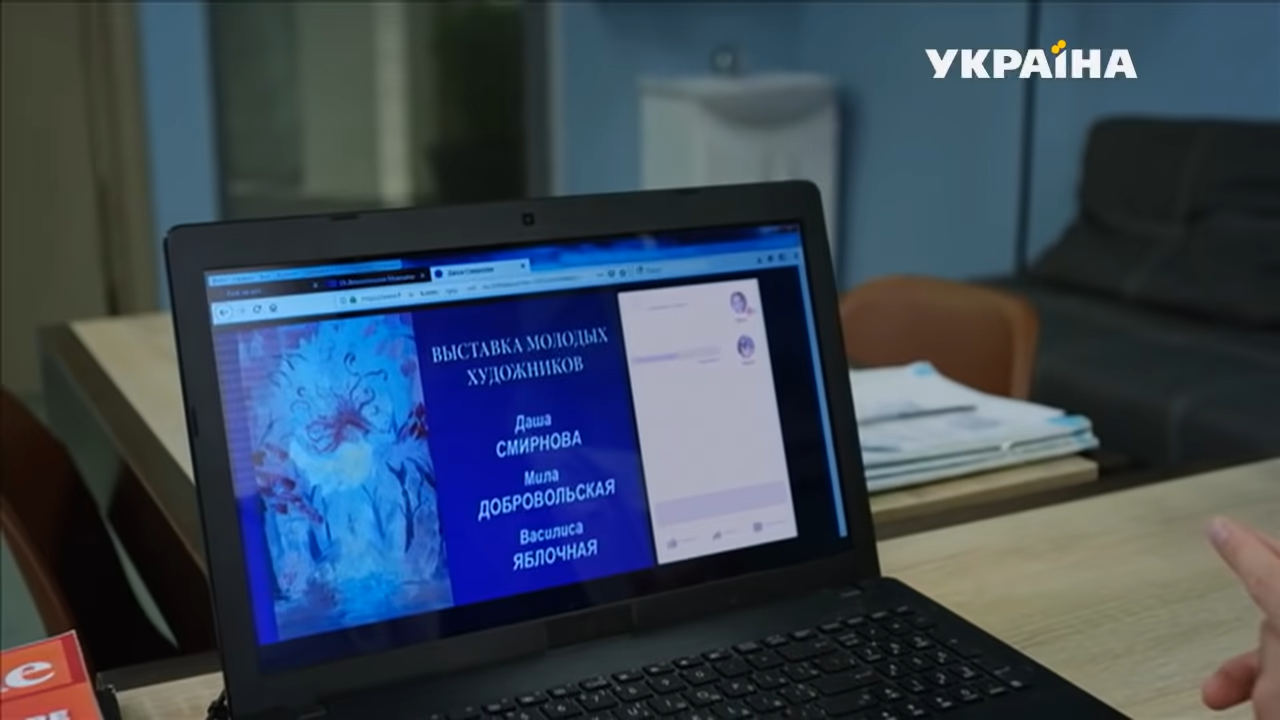 УКРАЇНА
ВЫСТАВКА МОЛОДЫХ
ХУДОЖНИКОВ
Даша
СМИРНОВА
Мила
ДОБРОВОЛЬСКАЯ
Василиса
ЯБЛОЧНАЯ